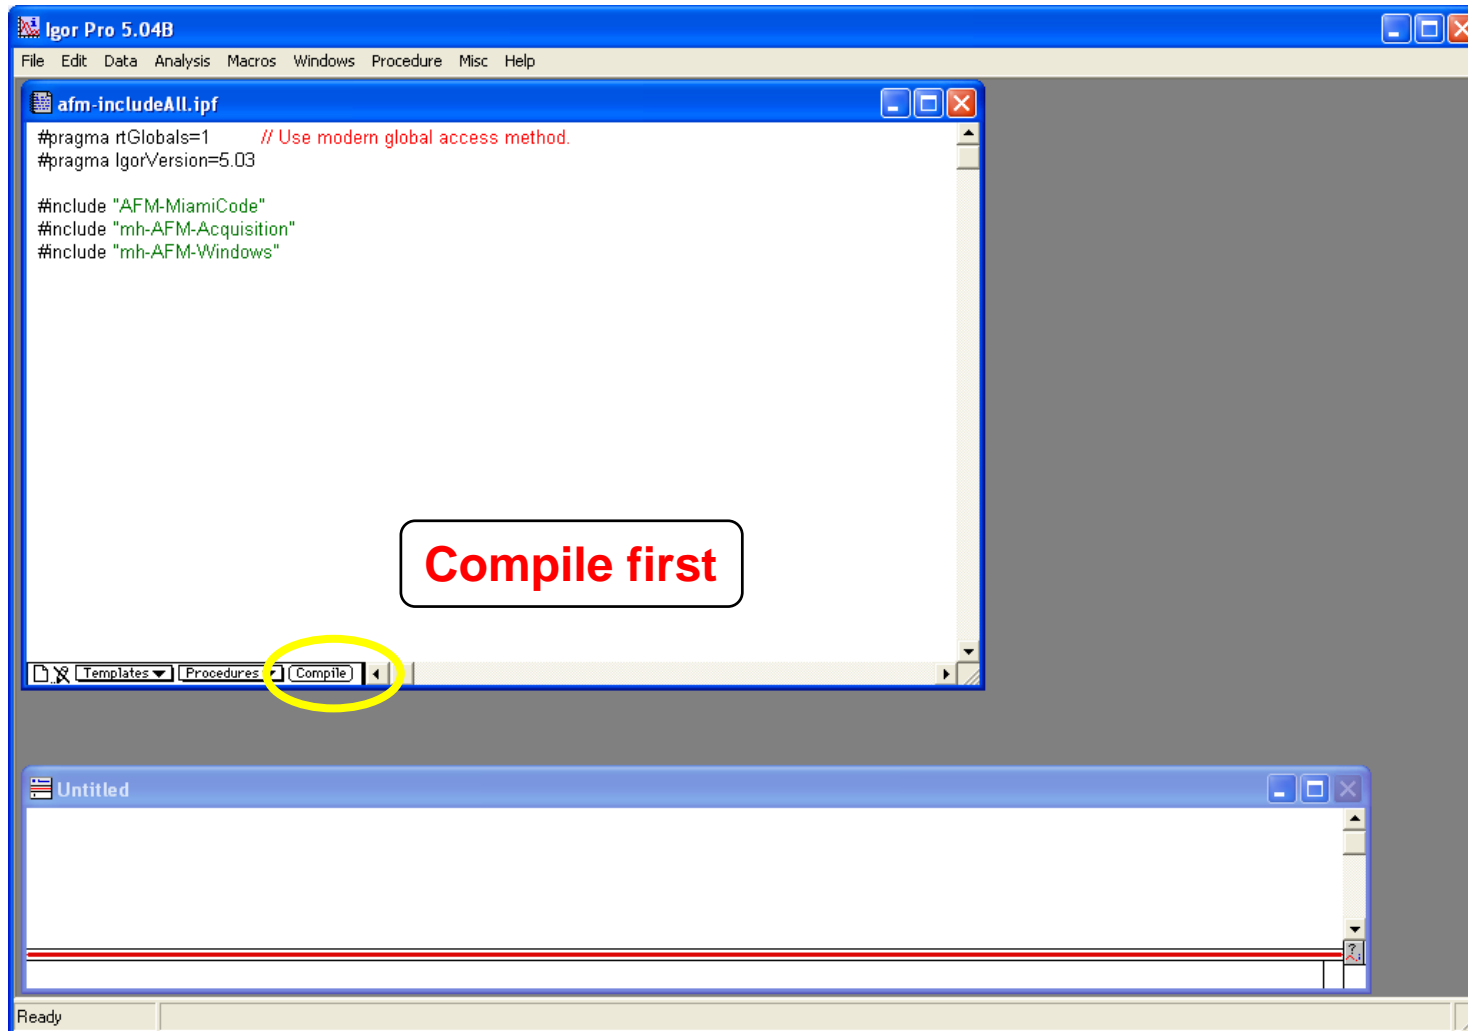 Igor Pro 5.04B
File Edit Data Analysis Macros Windows Procedure Misc Help
afm-includeAll.ipf
#pragma rtGlobals=1 // Use modern global access method.
#pragma IgorVersion=5.03
#include "AFM-MiamiCode"
#include "mh-AFM-Acquisition"
#include "mh-AFM-Windows"
Compile first
Templates Procedures Compile
Untitled
Ready